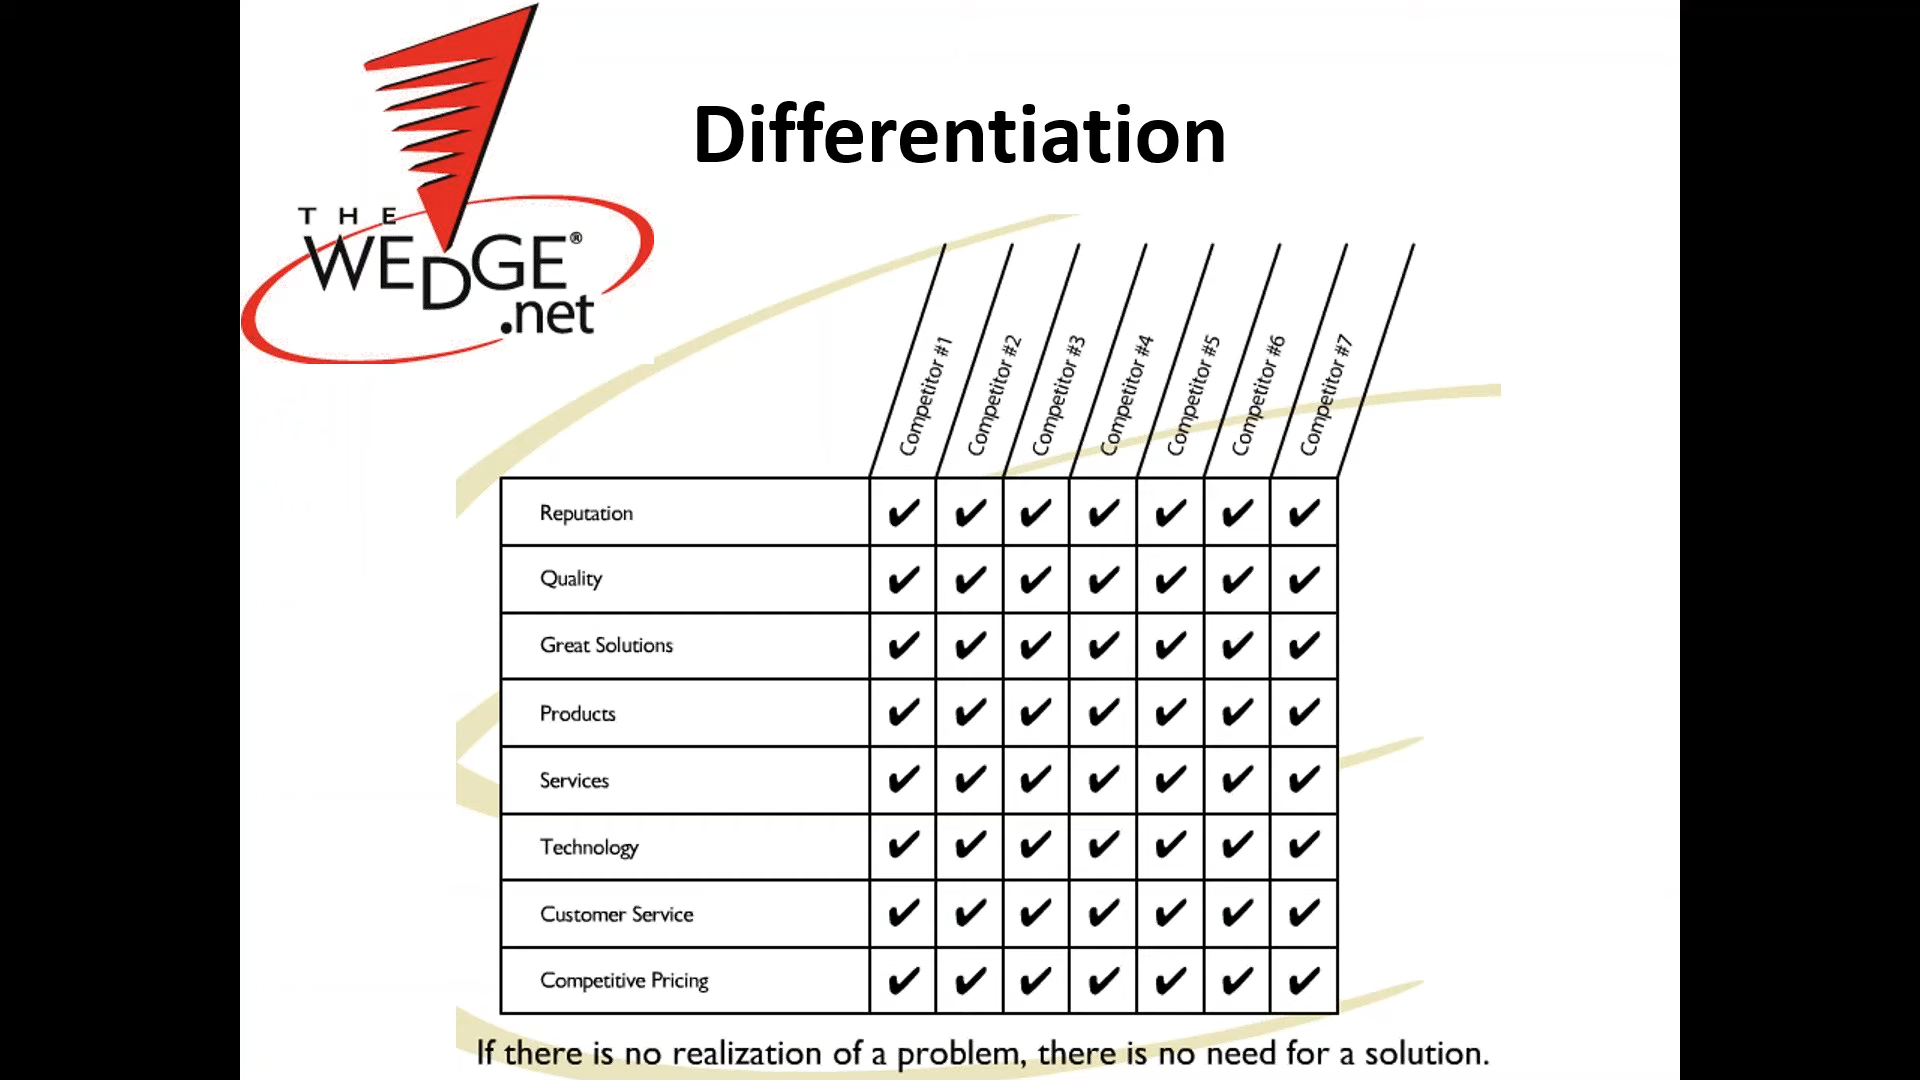 THE
WEDGE®
.net
Differentiation
Competitor #1
Competitor #2
Competitor #3
Competitor #4
Competitor #5
Competitor #6
Competitor #7
Reputation ✔ ✔ ✔ ✔ ✔ ✔ ✔
Quality ✔ ✔ ✔ ✔ ✔ ✔ ✔
Great Solutions ✔ ✔ ✔ ✔ ✔ ✔ ✔
Products ✔ ✔ ✔ ✔ ✔ ✔ ✔
Services ✔ ✔ ✔ ✔ ✔ ✔ ✔
Technology ✔ ✔ ✔ ✔ ✔ ✔ ✔
Customer Service ✔ ✔ ✔ ✔ ✔ ✔ ✔
Competitive Pricing ✔ ✔ ✔ ✔ ✔ ✔ ✔
If there is no realization of a problem, there is no need for a solution.